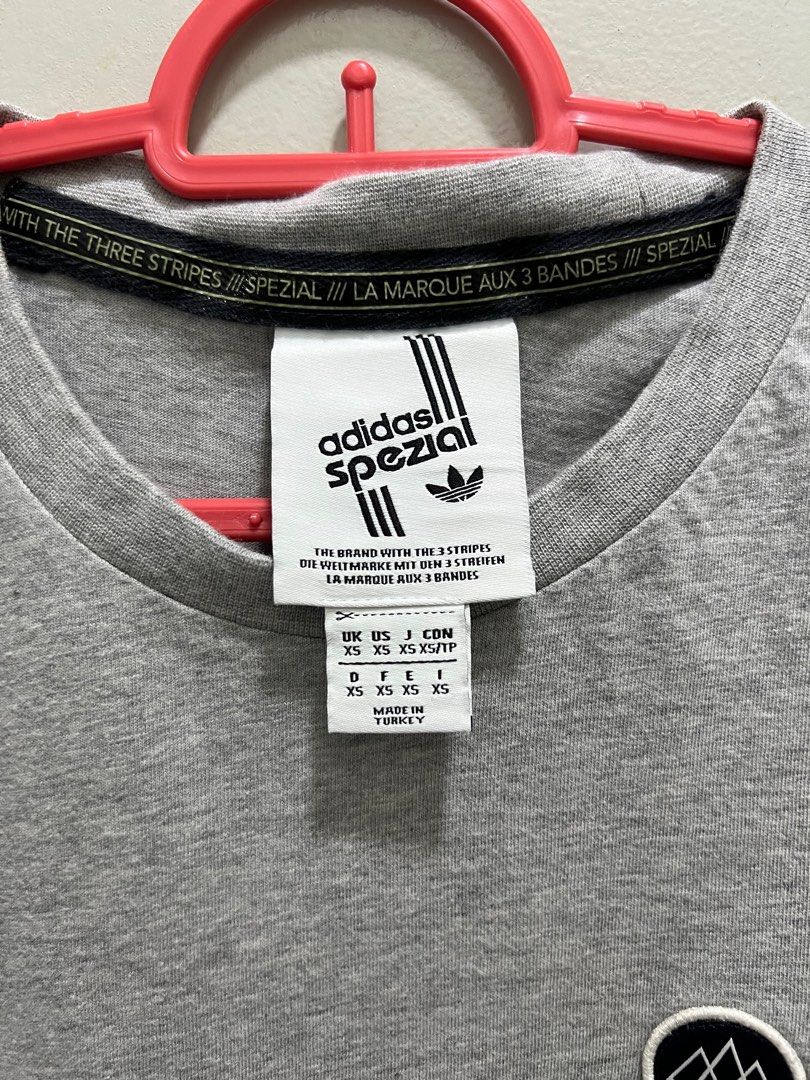 WITH THE THREE STRIPES /// SPEZIAL /// LA MARQUE AUX 3 BANDES /// SPEZIAL //
adidas
spezial
THE BRAND WITH THE 3 STRIPES
DIE WELTMARKE MIT DEN 3 STREIFEN
LA MARQUE AUX 3 BANDES
UK US J CDN
XS XS XS XS/TP
D F E I
XS XS XS XS
MADE IN
TURKEY